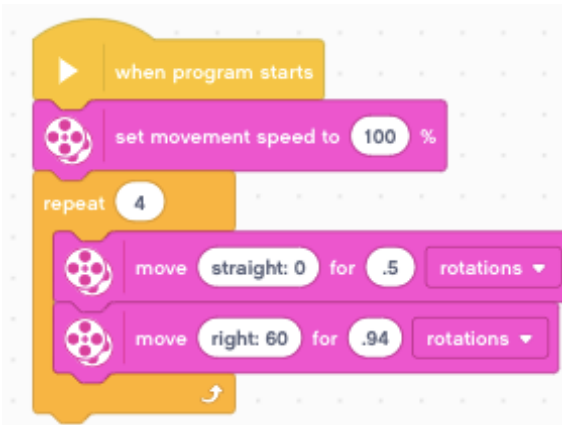 when program starts
set movement speed to 100 %
repeat 4
move straight: 0 for .5 rotations
move right: 60 for .94 rotations